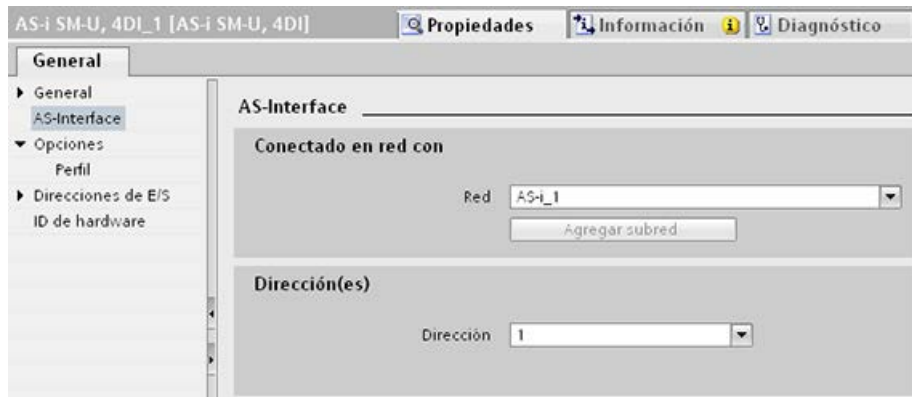 AS-i SM-U, 4DI_1 [AS-i SM-U, 4DI]
Propiedades
Información
Diagnóstico
General
General
AS-Interface
Opciones
Perfil
Direcciones de E/S
ID de hardware
AS-Interface
Conectado en red con
Red AS-i_1
Agregar subred
Dirección(es)
Dirección 1